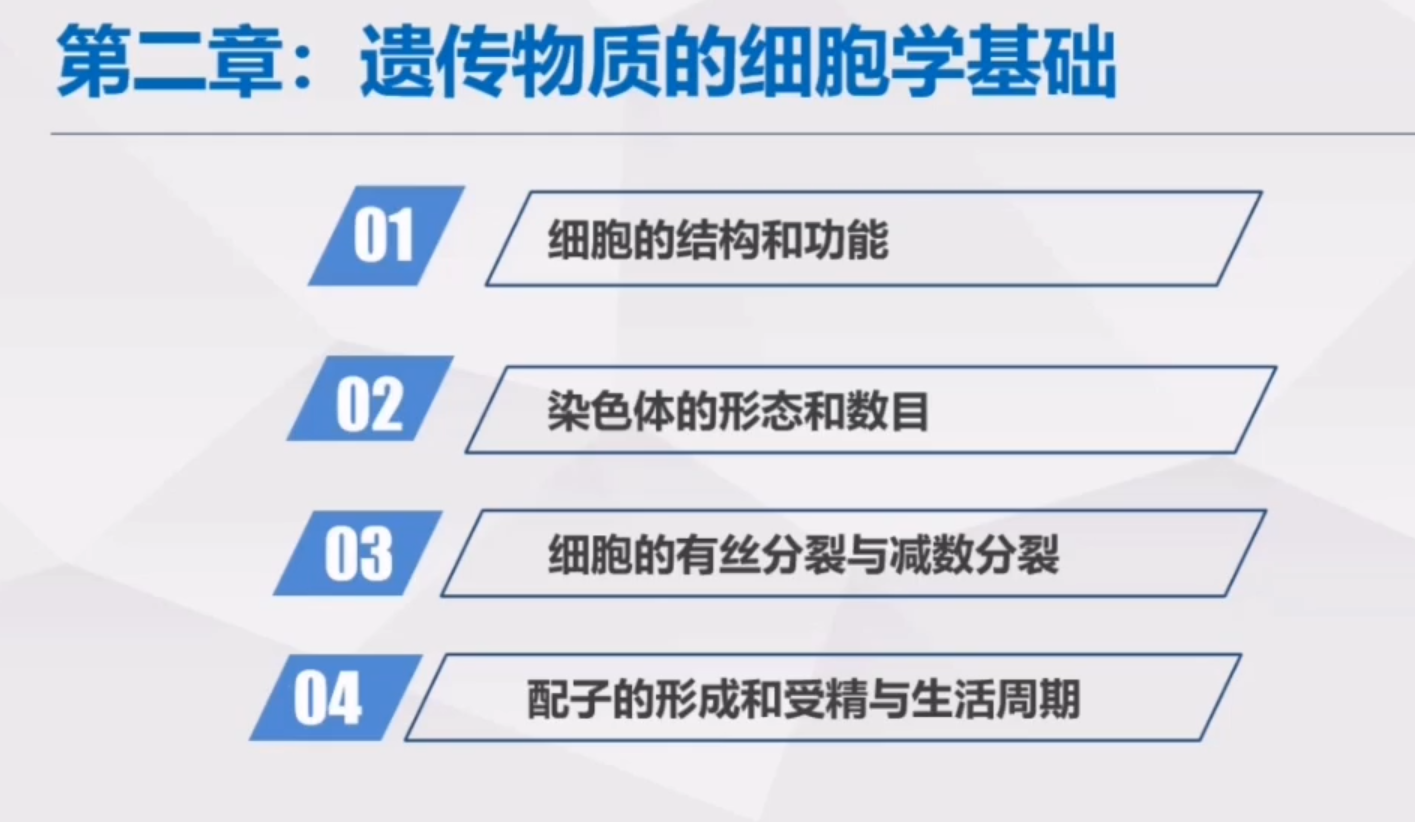 第二章：遗传物质的细胞学基础
01 细胞的结构和功能
02 染色体的形态和数目
03 细胞的有丝分裂与减数分裂
04 配子的形成和受精与生活周期